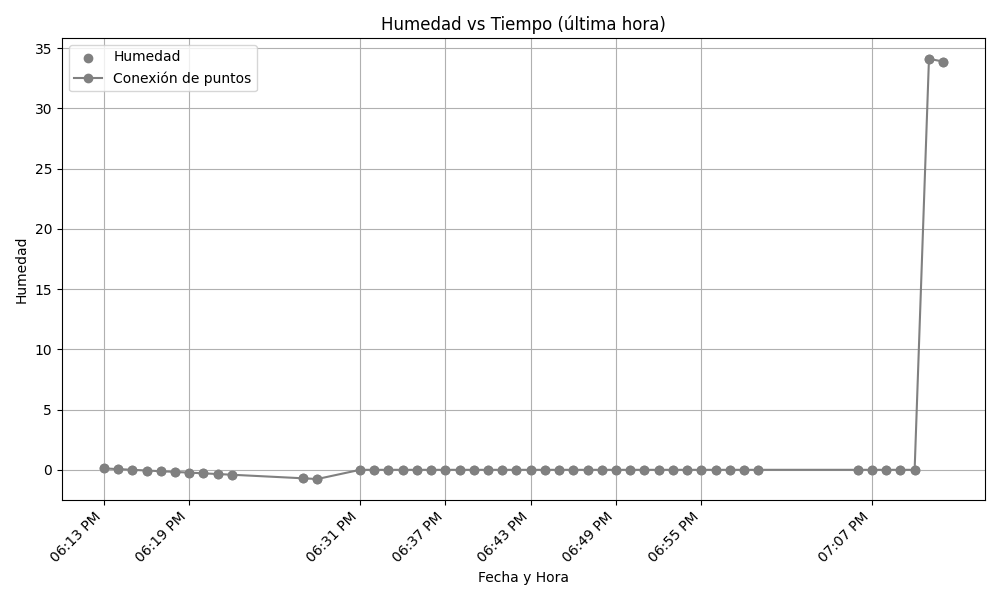 Humedad vs Tiempo (última hora)
Humedad
Conexión de puntos
35
30
25
20
15
10
5
0
Humedad
06:13 PM
06:19 PM
06:31 PM
06:37 PM
06:43 PM
06:49 PM
06:55 PM
07:07 PM
Fecha y Hora